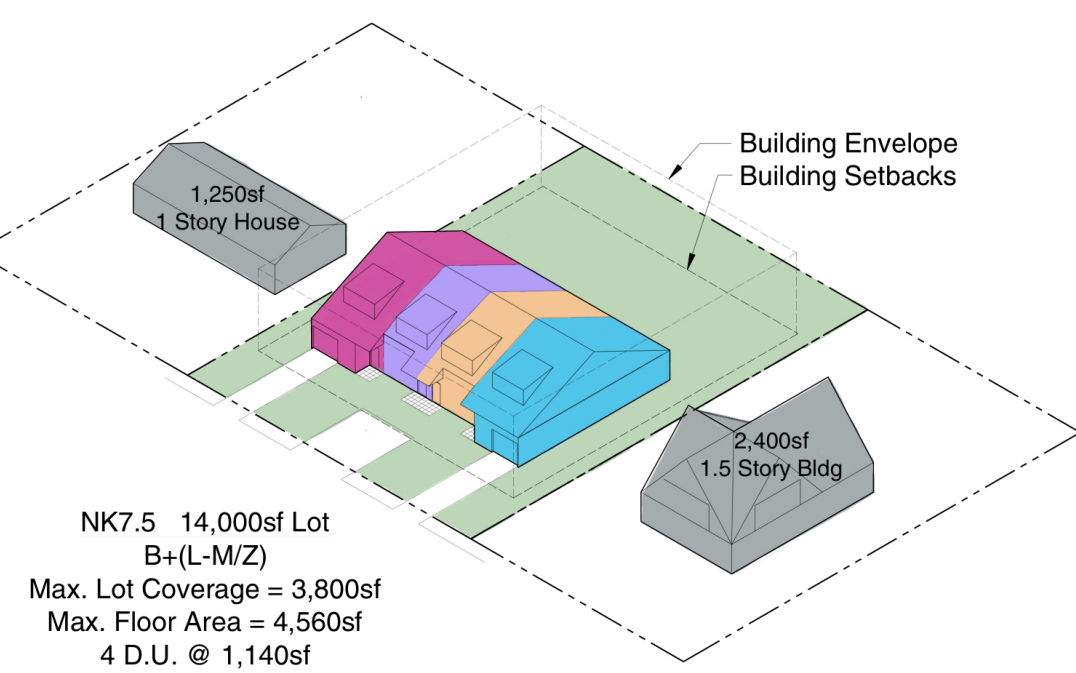 Building Envelope
Building Setbacks
1,250sf
1 Story House
2,400sf
1.5 Story Bldg
NK7.5 14,000sf Lot
B+(L-M/Z)
Max. Lot Coverage = 3,800sf
Max. Floor Area = 4,560sf
4 D.U. @ 1,140sf